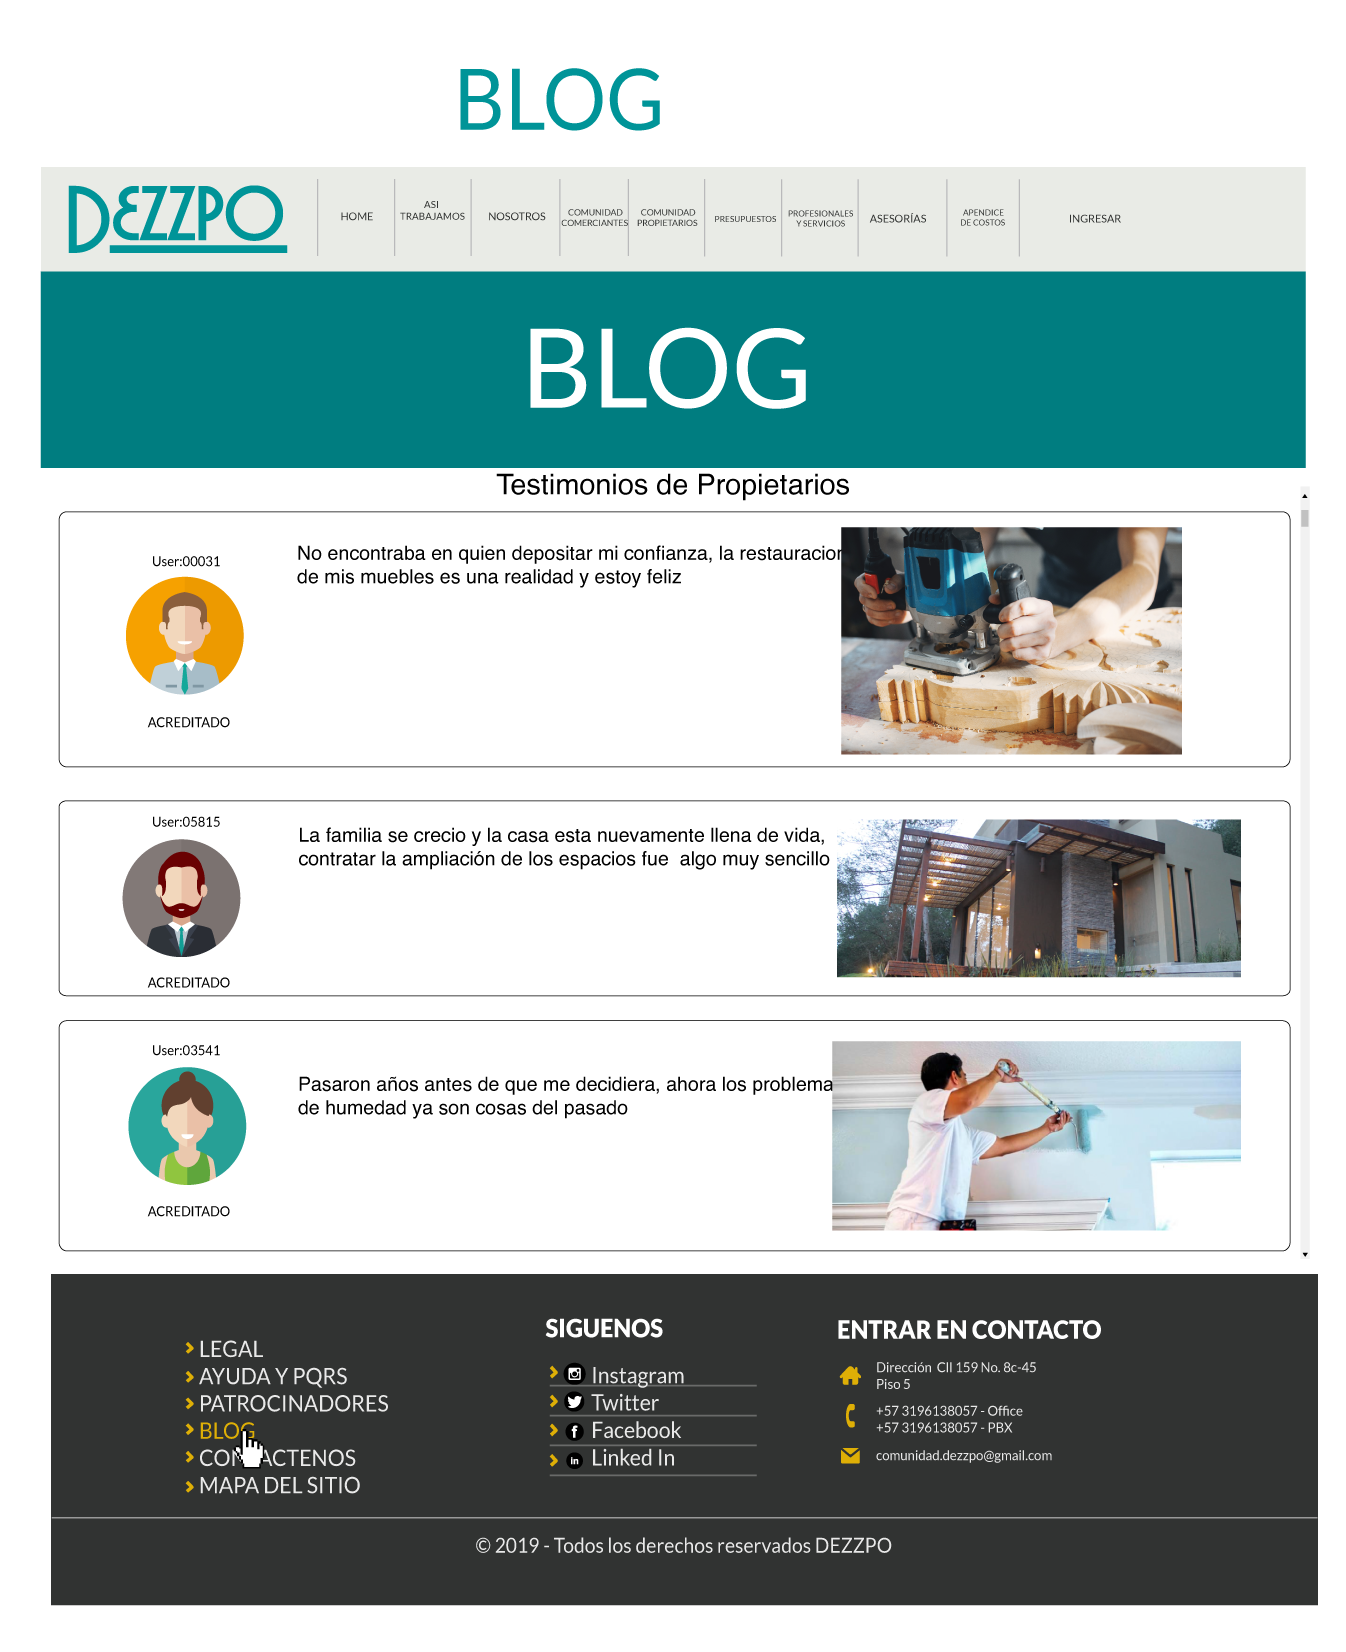 BLOG
DEZZPO
HOME
ASI
TRABAJAMOS
NOSOTROS
COMUNIDAD
COMERCIANTES
COMUNIDAD
PROPIETARIOS
PRESUPUESTOS
PROFESIONALES
Y SERVICIOS
ASESORÍAS
APENDICE
DE COSTOS
INGRESAR
BLOG
Testimonios de Propietarios
User:00031
No encontraba en quien depositar mi confianza, la restauracion
de mis muebles es una realidad y estoy feliz
ACREDITADO
User:05815
La familia se crecio y la casa esta nuevamente llena de vida,
contratar la ampliación de los espacios fue  algo muy sencillo
ACREDITADO
User:03541
Pasaron años antes de que me decidiera, ahora los problema
de humedad ya son cosas del pasado
ACREDITADO
LEGAL
AYUDA Y PQRS
PATROCINADORES
BLOG
CONTACTENOS
MAPA DEL SITIO
SIGUENOS
Instagram
Twitter
Facebook
Linked In
ENTRAR EN CONTACTO
Dirección  Cll 159 No. 8c-45
Piso 5
+57 3196138057 - Office
+57 3196138057 - PBX
comunidad.dezzpo@gmail.com
© 2019 - Todos los derechos reservados DEZZPO